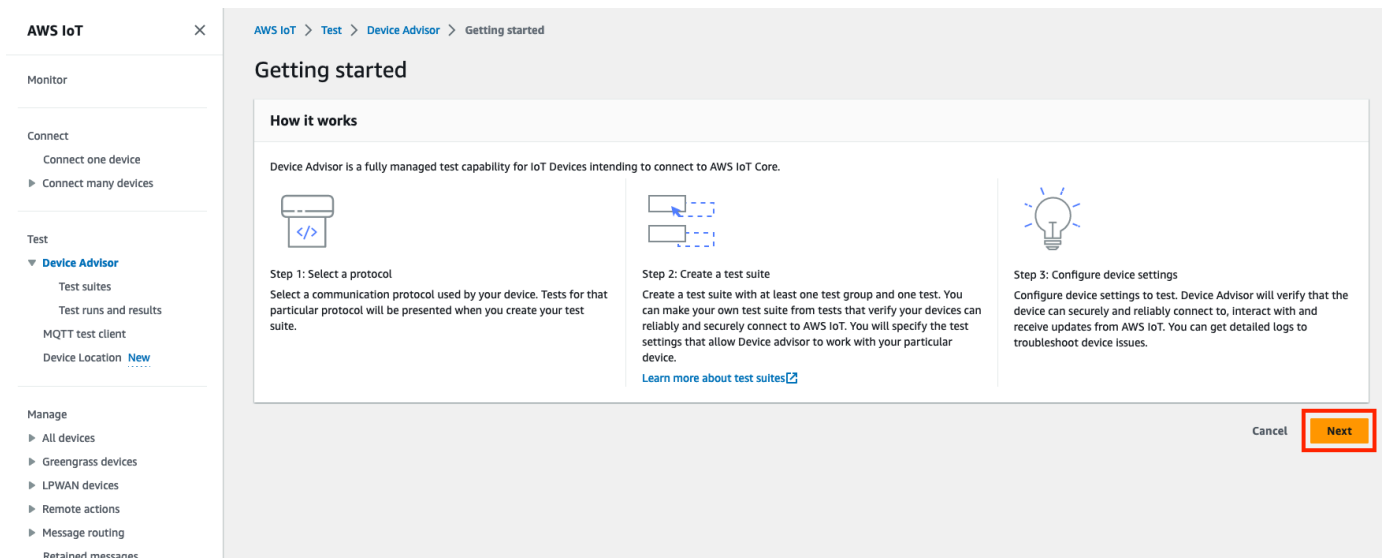 AWS IoT
Monitor
Connect
Connect one device
Connect many devices
Test
Device Advisor
Test suites
Test runs and results
MQTT test client
Device Location New
Manage
All devices
Greengrass devices
LPWAN devices
Remote actions
Message routing
Retained messages
AWS IoT > Test > Device Advisor > Getting started
Getting started
How it works
Device Advisor is a fully managed test capability for IoT Devices intending to connect to AWS IoT Core.
</>
Step 1: Select a protocol
Select a communication protocol used by your device. Tests for that
particular protocol will be presented when you create your test
suite.
Step 2: Create a test suite
Create a test suite with at least one test group and one test. You
can make your own test suite from tests that verify your devices can
reliably and securely connect to AWS IoT. You will specify the test
settings that allow Device advisor to work with your particular
device.
Learn more about test suites
Step 3: Configure device settings
Configure device settings to test. Device Advisor will verify that the
device can securely and reliably connect to, interact with and
receive updates from AWS IoT. You can get detailed logs to
troubleshoot device issues.
Cancel
Next